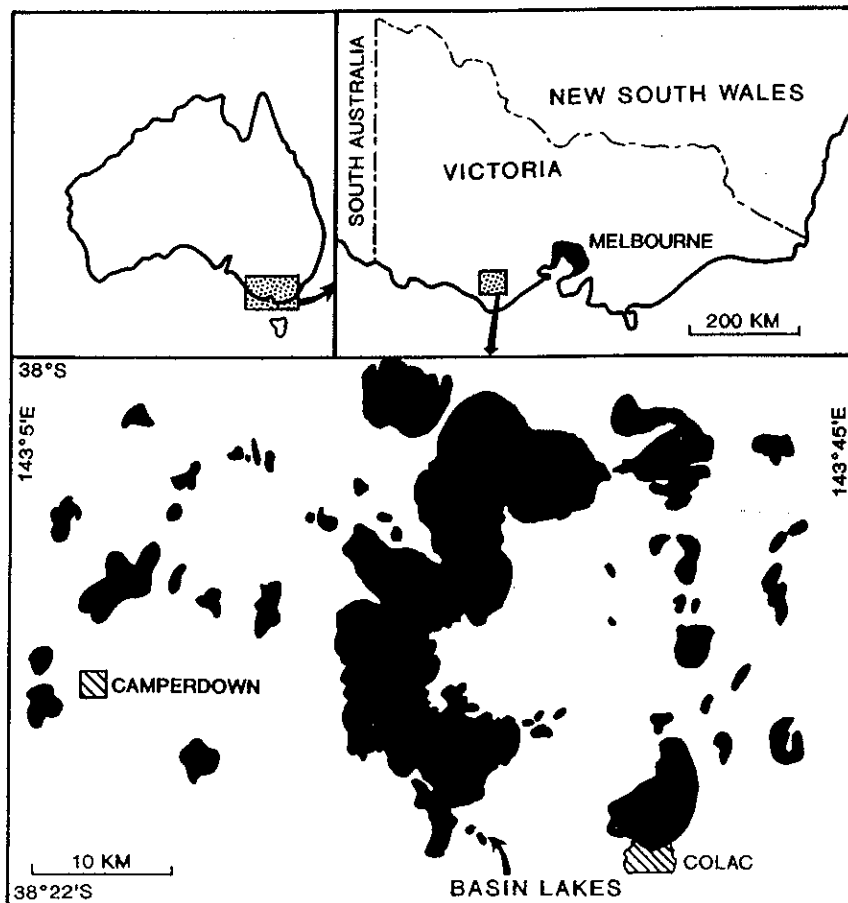 SOUTH AUSTRALIA
NEW SOUTH WALES
VICTORIA
MELBOURNE
200 KM
38°S
143°5'E
143°45'E
CAMPERDOWN
10 KM
COLAC
BASIN LAKES
38°22'S